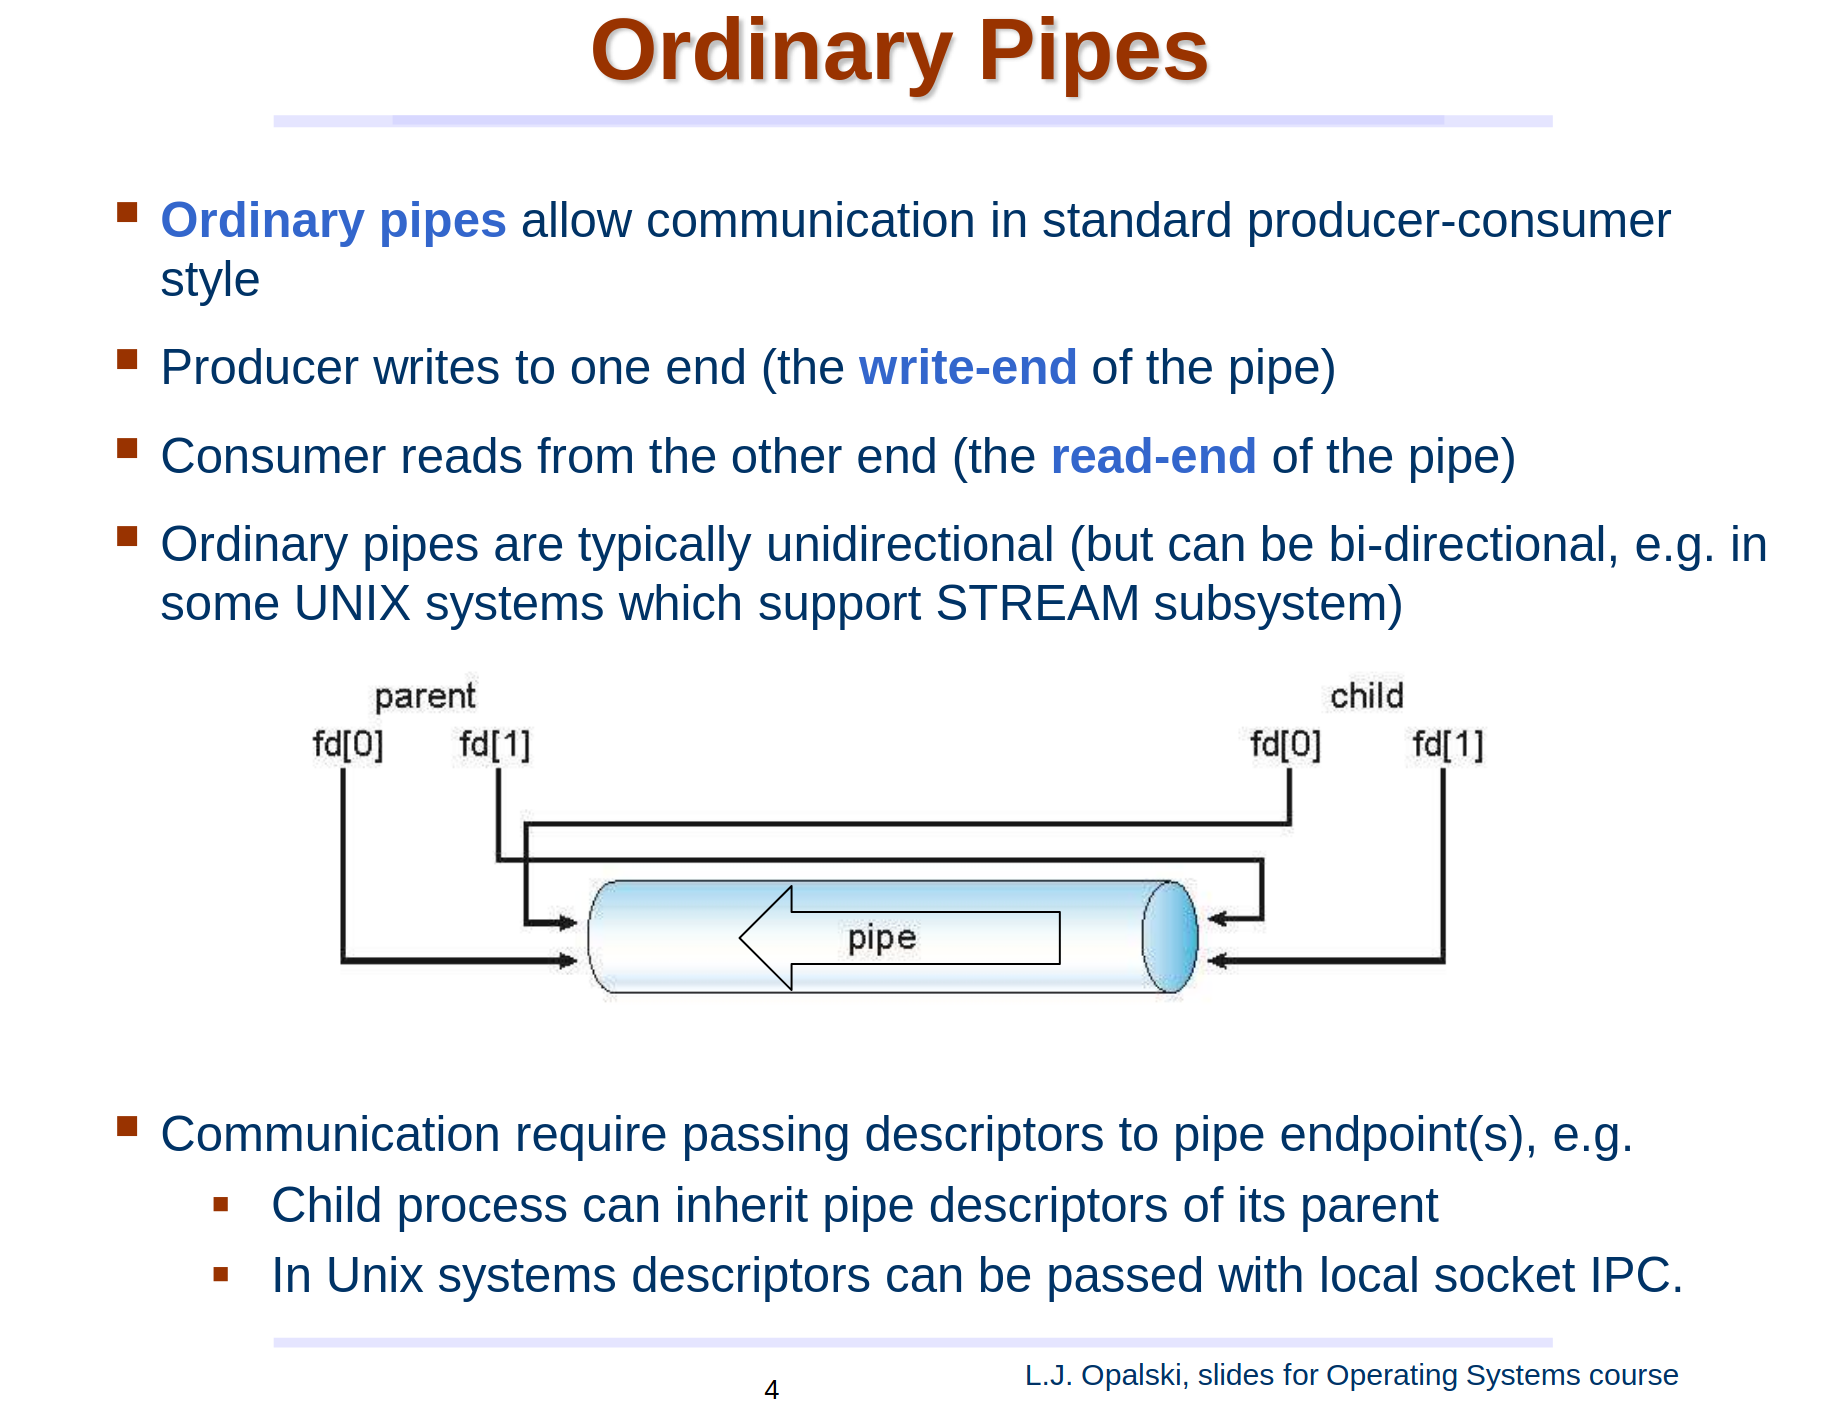 Ordinary Pipes
Ordinary pipes allow communication in standard producer-consumer
style
Producer writes to one end (the write-end of the pipe)
Consumer reads from the other end (the read-end of the pipe)
Ordinary pipes are typically unidirectional (but can be bi-directional, e.g. in
some UNIX systems which support STREAM subsystem)
parent child
fd[0] fd[1] fd[0] fd[1]
pipe
Communication require passing descriptors to pipe endpoint(s), e.g.
Child process can inherit pipe descriptors of its parent
In Unix systems descriptors can be passed with local socket IPC.
4
L.J. Opalski, slides for Operating Systems course